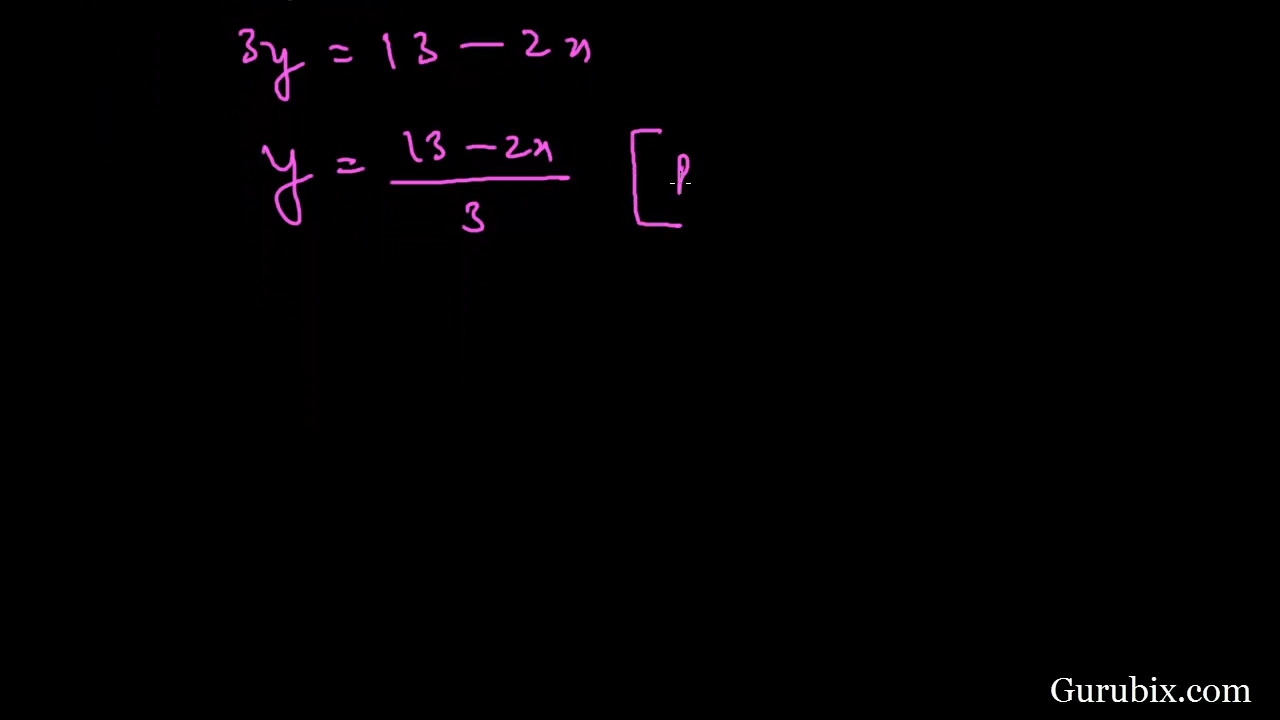 3y = 13 - 2x
y = (13 - 2x)/3 [ P
Gurubix.com